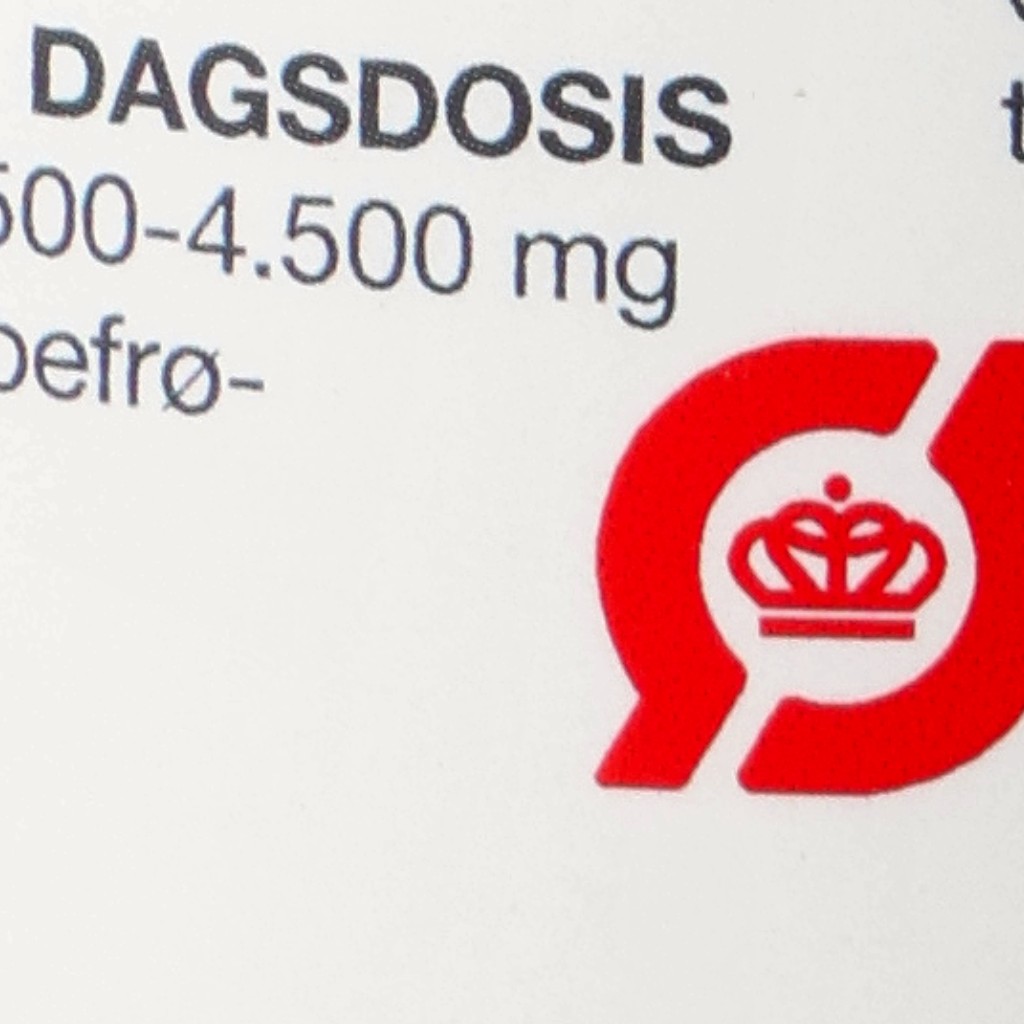 DAGSDOSIS
500-4.500 mg
befrø-